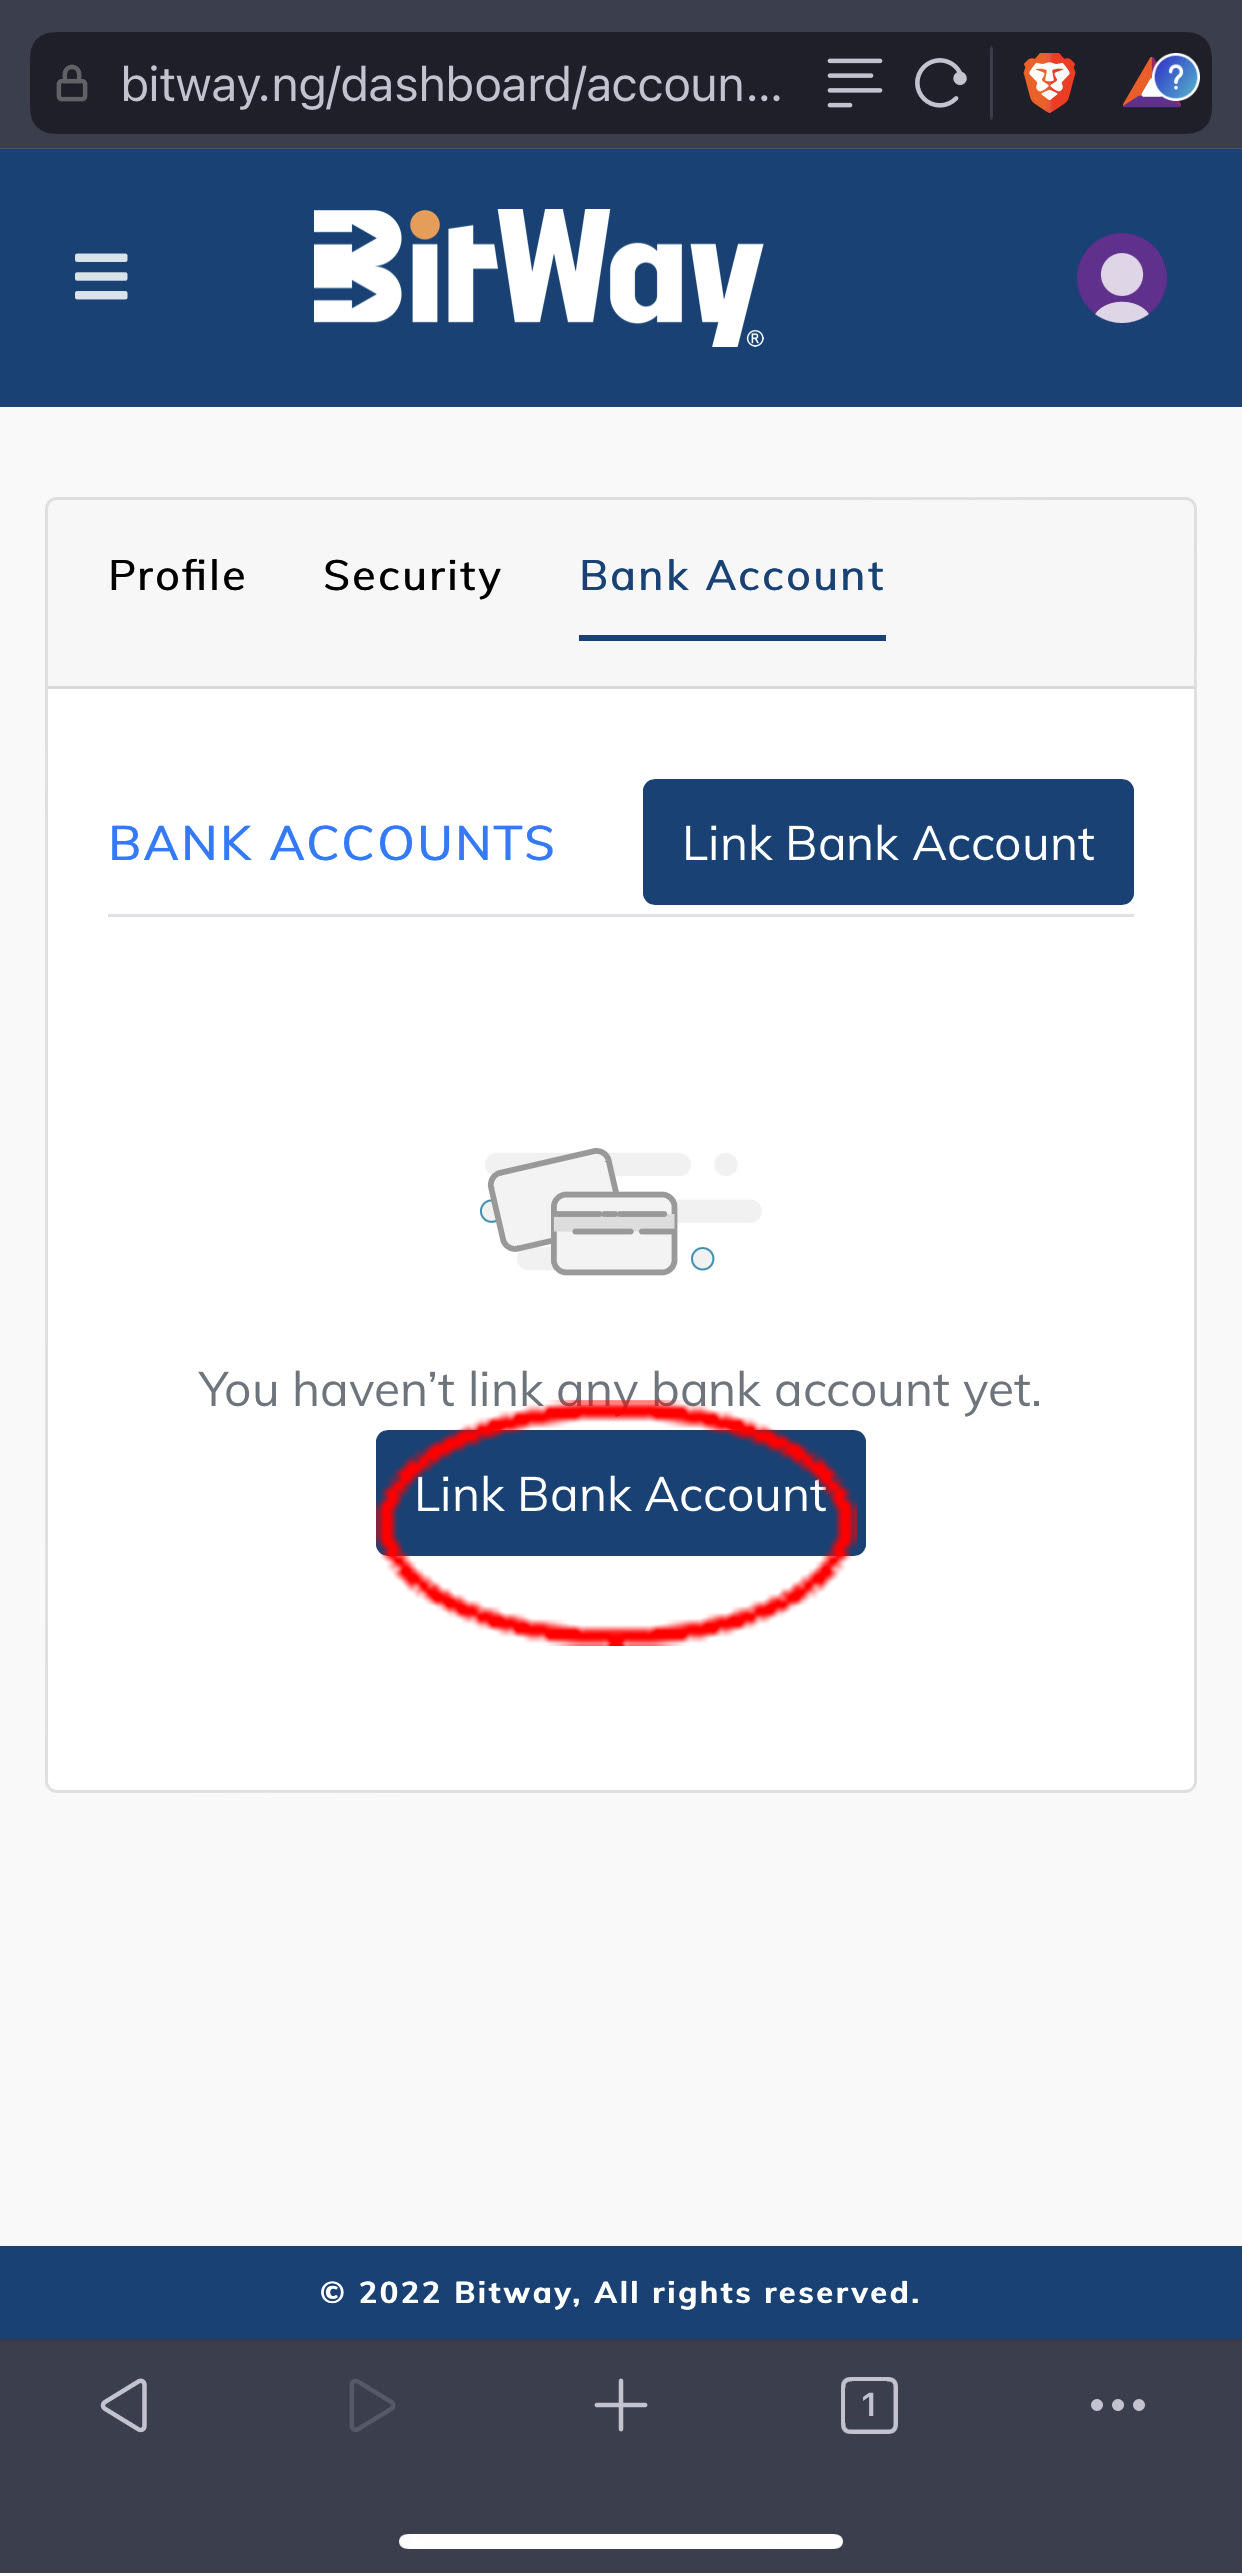 bitway.ng/dashboard/accoun...
?
BitWay®
Profile Security Bank Account
BANK ACCOUNTS Link Bank Account
You haven’t link any bank account yet.
Link Bank Account
© 2022 Bitway, All rights reserved.
1